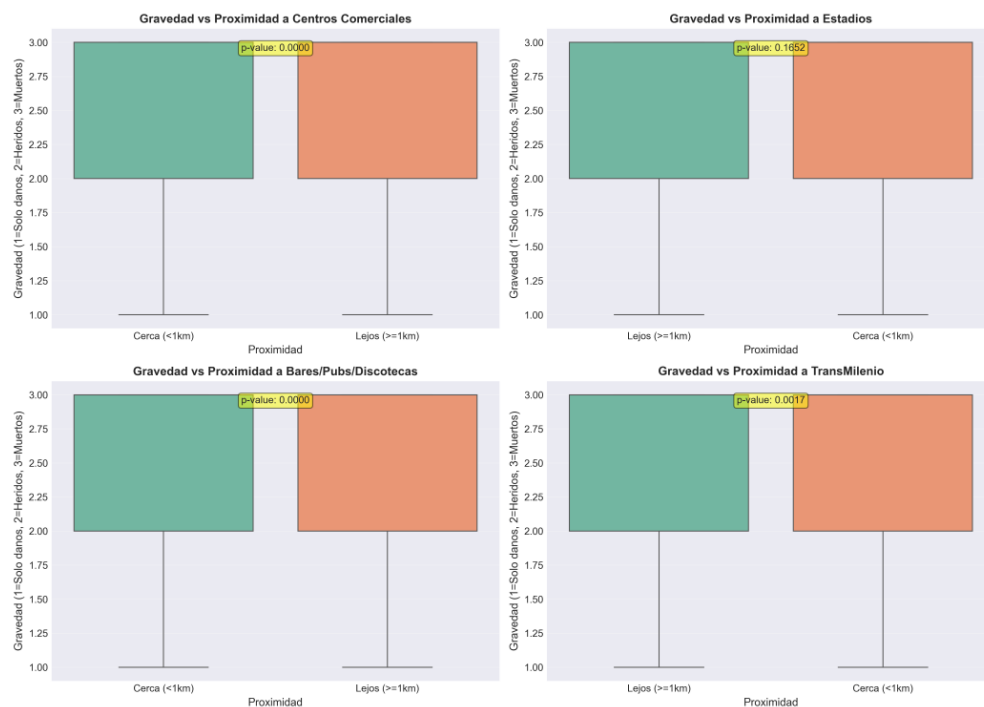 Gravedad vs Proximidad a Centros Comerciales
p-value: 0.0000
Gravedad (1=Solo danos, 2=Heridos, 3=Muertos)
3.00
2.75
2.50
2.25
2.00
1.75
1.50
1.25
1.00
Cerca (<1km)
Lejos (>=1km)
Proximidad
Gravedad vs Proximidad a Estadios
p-value: 0.1652
Gravedad (1=Solo danos, 2=Heridos, 3=Muertos)
3.00
2.75
2.50
2.25
2.00
1.75
1.50
1.25
1.00
Lejos (>=1km)
Cerca (<1km)
Proximidad
Gravedad vs Proximidad a Bares/Pubs/Discotecas
p-value: 0.0000
Gravedad (1=Solo danos, 2=Heridos, 3=Muertos)
3.00
2.75
2.50
2.25
2.00
1.75
1.50
1.25
1.00
Cerca (<1km)
Lejos (>=1km)
Proximidad
Gravedad vs Proximidad a TransMilenio
p-value: 0.0017
Gravedad (1=Solo danos, 2=Heridos, 3=Muertos)
3.00
2.75
2.50
2.25
2.00
1.75
1.50
1.25
1.00
Lejos (>=1km)
Cerca (<1km)
Proximidad